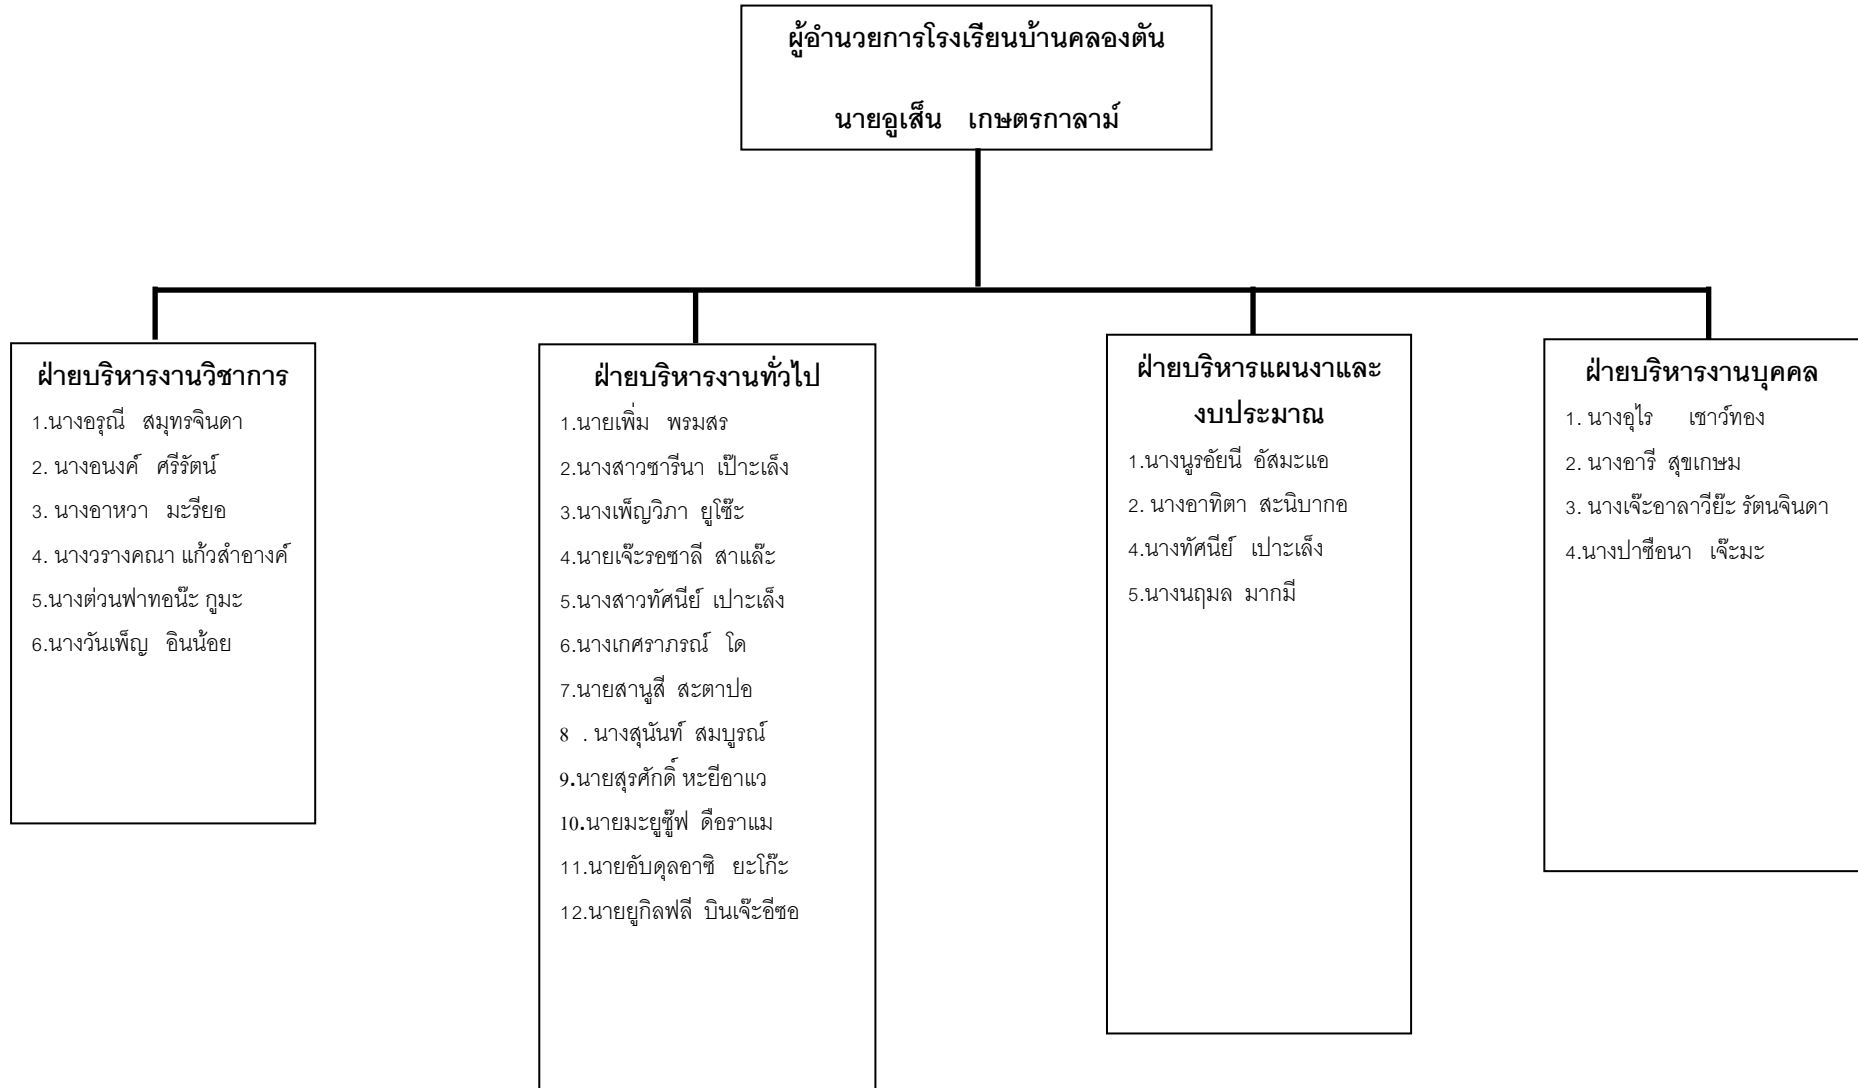 ผู้อำนวยการโรงเรียนบ้านคลองตัน
นายอูเส็น เกษตรกาลาม์
ฝ่ายบริหารงานวิชาการ
1.นางอรุณี สมุทรจินดา
2. นางอนงค์ ศรีรัตน์
3. นางอาหวา มะรียอ
4. นางวรางคณา แก้วสำอางค์
5.นางต่วนฟาทอน๊ะ กูมะ
6.นางวันเพ็ญ อินน้อย
ฝ่ายบริหารงานทั่วไป
1.นายเพิ่ม พรมสร
2.นางสาวซารีนา เป๊าะเล็ง
3.นางเพ็ญวิภา ยูโซ๊ะ
4.นายเจ๊ะรอซาลี สาแล๊ะ
5.นางสาวทัศนีย์ เปาะเล็ง
6.นางเกศราภรณ์ โด
7.นายสานูสี สะตาปอ
8 . นางสุนันท์ สมบูรณ์
9.นายสุรศักดิ์ หะยีอาแว
10.นายมะยูซู๊ฟ ดือราแม
11.นายอับดุลอาซิ ยะโก๊ะ
12.นายยูกิลฟลี บินเจ๊ะอีซอ
ฝ่ายบริหารแผนงาและ
งบประมาณ
1.นางนูรอัยนี อัสมะแอ
2. นางอาทิตา สะนิบากอ
4.นางทัศนีย์ เปาะเล็ง
5.นางนฤมล มากมี
ฝ่ายบริหารงานบุคคล
1. นางอุไร เชาว์ทอง
2. นางอารี สุขเกษม
3. นางเจ๊ะอาลาวีย๊ะ รัตนจินดา
4.นางปาซือนา เจ๊ะมะ